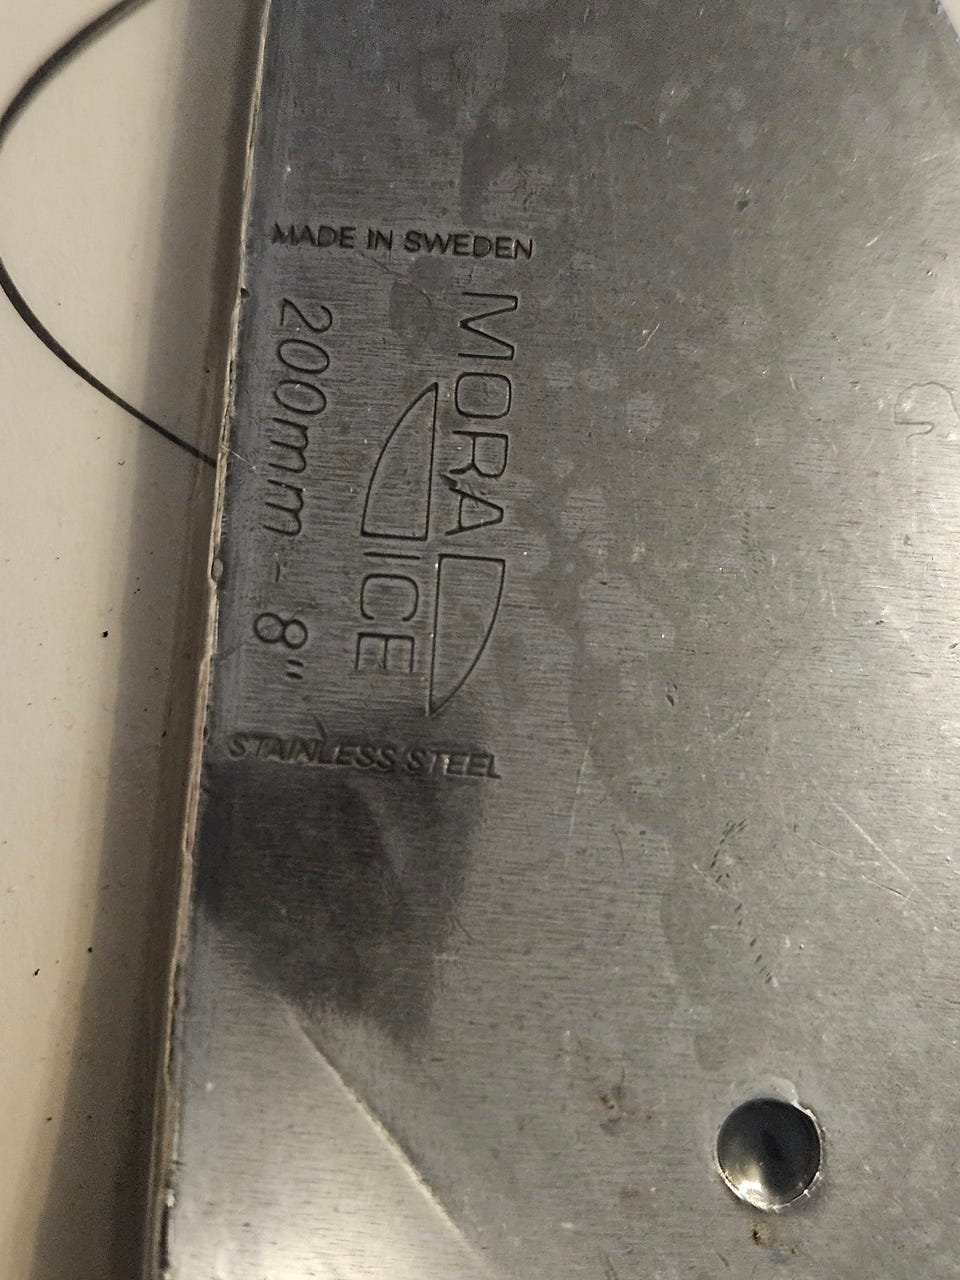 MADE IN SWEDEN
MORA
ICE
200mm - 8"
STAINLESS STEEL